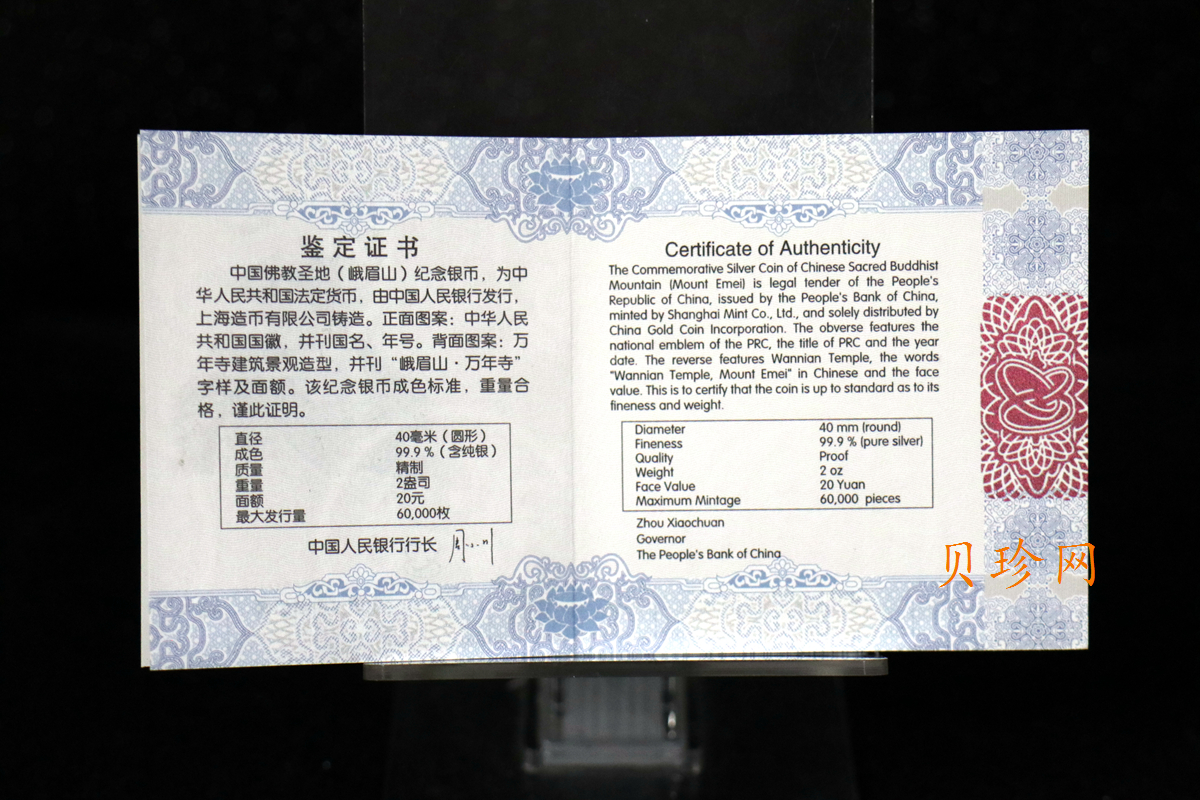 鉴定证书
中国佛教圣地（峨眉山）纪念银币，为中
华人民共和国法定货币，由中国人民银行发行，
上海造币有限公司铸造。正面图案：中华人民
共和国国徽，并刊国名、年号。背面图案：万
年寺建筑景观造型，并刊“峨眉山·万年寺”
字样及面额。该纪念银币成色标准，重量合
格，谨此证明。
直径 40毫米（圆形）
成色 99.9%（含纯银）
质量 精制
重量 2盎司
面额 20元
最大发行量 60,000枚
中国人民银行行长
Certificate of Authenticity
The Commemorative Silver Coin of Chinese Sacred Buddhist
Mountain (Mount Emei) is legal tender of the People's
Republic of China, issued by the People's Bank of China,
minted by Shanghai Mint Co., Ltd., and solely distributed by
China Gold Coin Incorporation. The obverse features the
national emblem of the PRC, the title of PRC and the year
date. The reverse features Wannian Temple, the words
"Wannian Temple, Mount Emei" in Chinese and the face
value. This is to certify that the coin is up to standard as to its
fineness and weight.
Diameter 40 mm (round)
Fineness 99.9 % (pure silver)
Quality Proof
Weight 2 oz
Face Value 20 Yuan
Maximum Mintage 60,000 pieces
Zhou Xiaochuan
Governor
The People's Bank of China
贝珍网